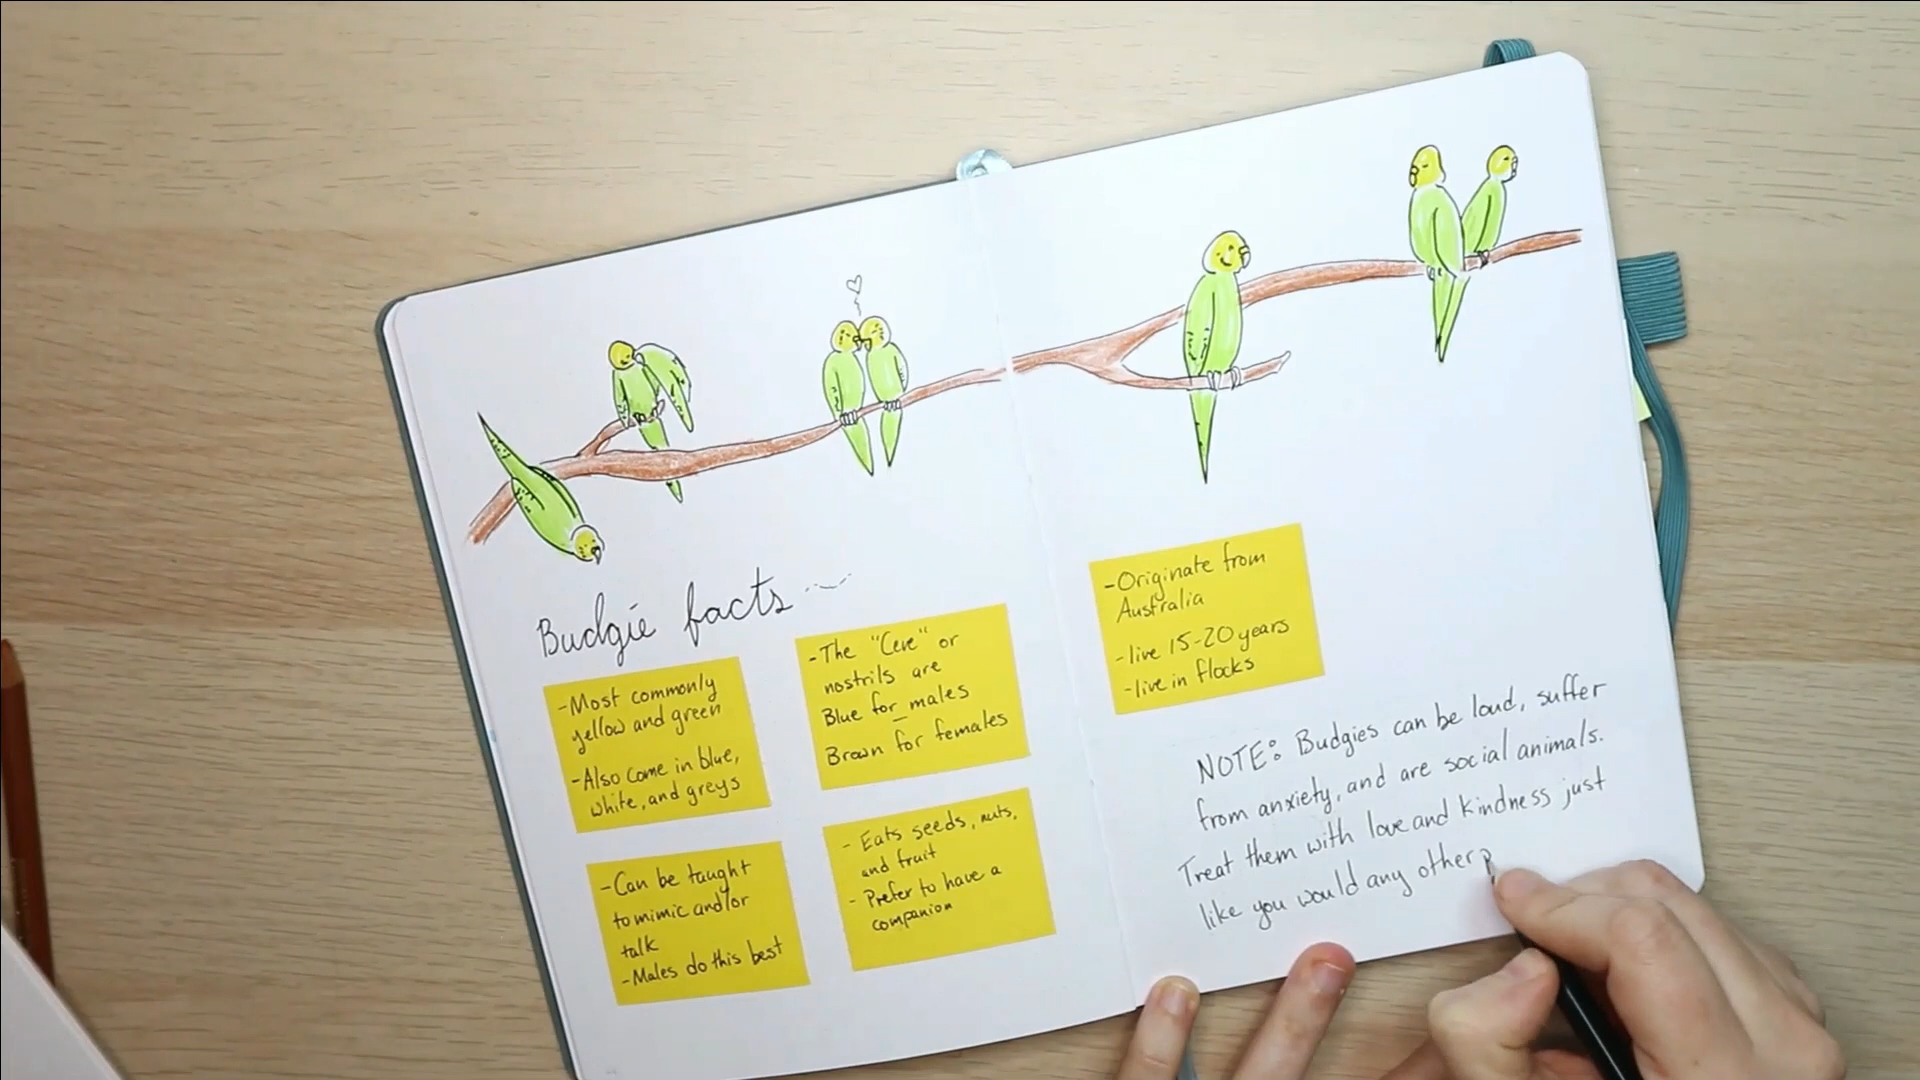 Budgie facts
-Most commonly
yellow and green
-Also come in blue,
white, and greys
-The "Cere" or
nostrils are
Blue for males
Brown for females
-Can be taught
to mimic and/or
talk
-Males do this best
- Eats seeds, nuts,
and fruit
- Prefer to have a
companion
-Originate from
Australia
-live 15-20 years
-live in flocks
NOTE: Budgies can be loud, suffer
from anxiety, and are social animals.
Treat them with love and kindness just
like you would any other p